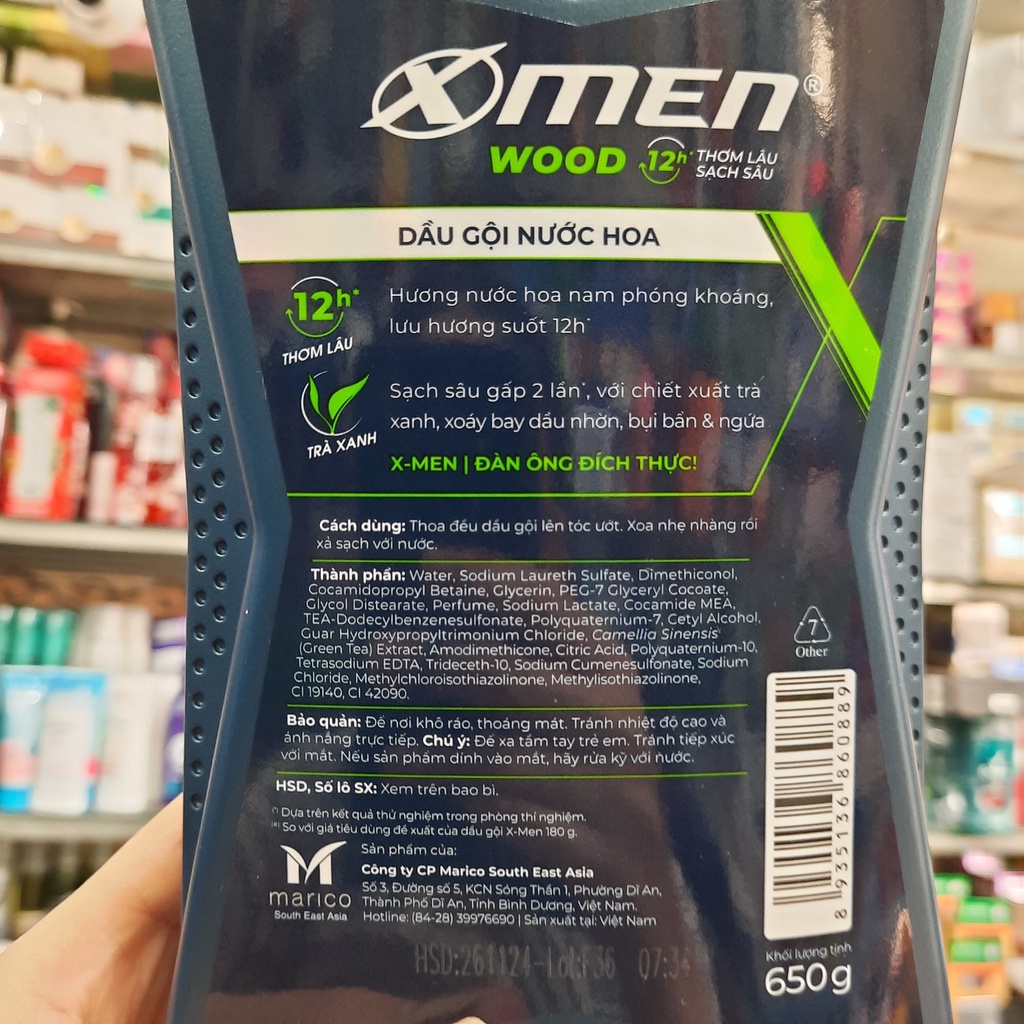 XMEN®
WOOD 12h* THƠM LÂU
SẠCH SÂU
DẦU GỘI NƯỚC HOA
12h*
THƠM LÂU
Hương nước hoa nam phóng khoáng,
lưu hương suốt 12h*
TRÀ XANH
Sạch sâu gấp 2 lần*, với chiết xuất trà
xanh, xoáy bay dầu nhờn, bụi bẩn & ngứa
X-MEN | ĐÀN ÔNG ĐÍCH THỰC!
Cách dùng: Thoa đều dầu gội lên tóc ướt. Xoa nhẹ nhàng rồi
xả sạch với nước.
Thành phần: Water, Sodium Laureth Sulfate, Dimethiconol,
Cocamidopropyl Betaine, Glycerin, PEG-7 Glyceryl Cocoate,
Glycol Distearate, Perfume, Sodium Lactate, Cocamide MEA,
TEA-Dodecylbenzenesulfonate, Polyquaternium-7, Cetyl Alcohol,
Guar Hydroxypropyltrimonium Chloride, Camellia Sinensis
(Green Tea) Extract, Amodimethicone, Citric Acid, Polyquaternium-10,
Tetrasodium EDTA, Trideceth-10, Sodium Cumenesulfonate, Sodium
Chloride, Methylchloroisothiazolinone, Methylisothiazolinone,
CI 19140, CI 42090.
7
Other
Bảo quản: Để nơi khô ráo, thoáng mát. Tránh nhiệt độ cao và
ánh nắng trực tiếp. Chú ý: Để xa tầm tay trẻ em. Tránh tiếp xúc
với mắt. Nếu sản phẩm dính vào mắt, hãy rửa kỹ với nước.
HSD, Số lô SX: Xem trên bao bì.
(*) Dựa trên kết quả thử nghiệm trong phòng thí nghiệm.
(**) So với giá tiêu dùng đề xuất của dầu gội X-Men 180 g.
marico
South East Asia
Sản phẩm của:
Công ty CP Marico South East Asia
Số 3, Đường số 5, KCN Sóng Thần 1, Phường Dĩ An,
Thành Phố Dĩ An, Tỉnh Bình Dương, Việt Nam.
Hotline: (84-28) 39976690 | Sản xuất tại: Việt Nam
8 935136 860889
HSD:261124-Lot:F36 07:34
Khối lượng tịnh
650g